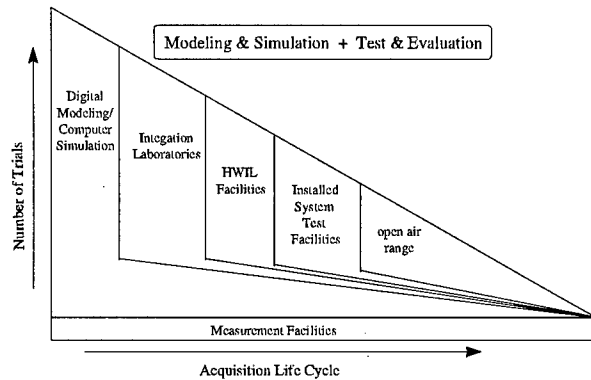 Modeling & Simulation + Test & Evaluation
Number of Trials
Digital
Modeling/
Computer
Simulation
Integation
Laboratories
HWIL
Facilities
Installed
System
Test
Facilities
open air
range
Measurement Facilities
Acquisition Life Cycle